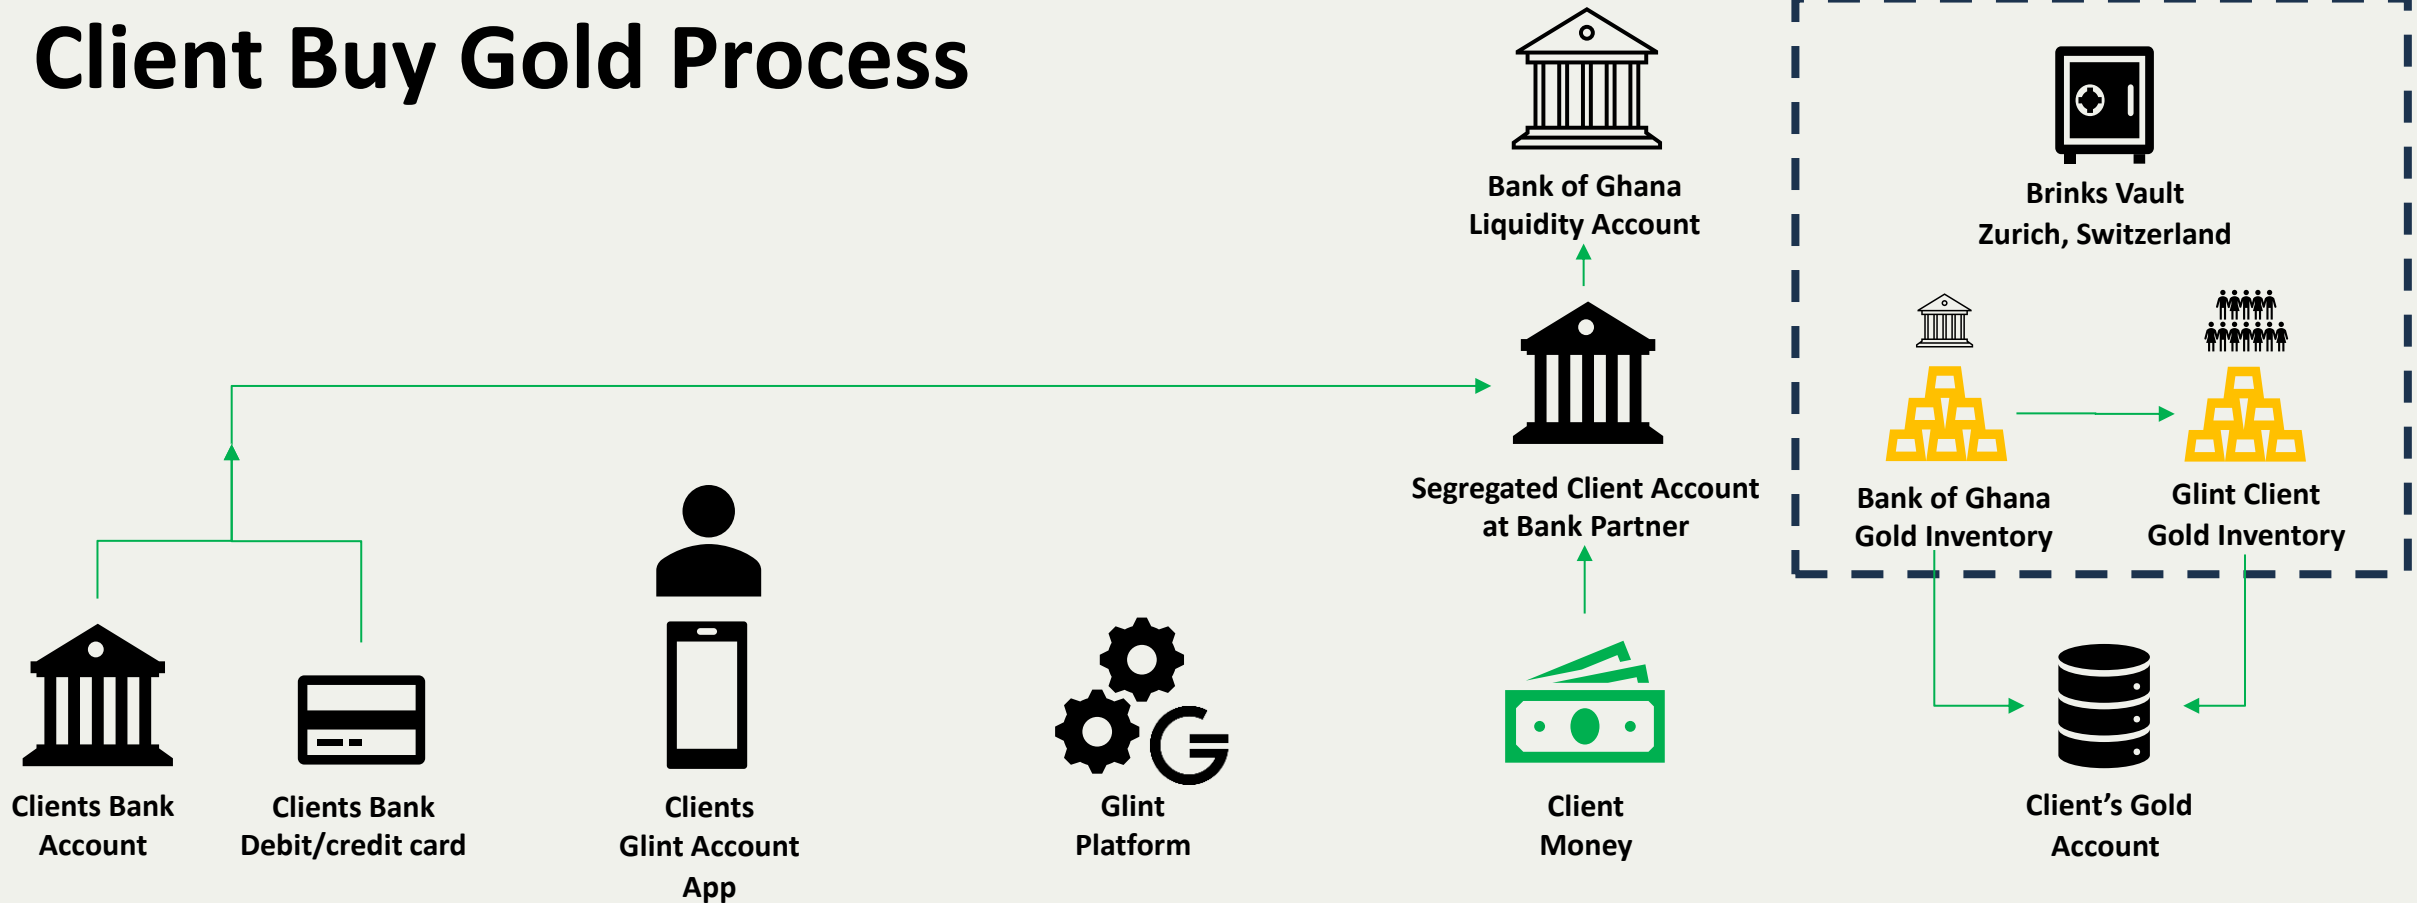 Client Buy Gold Process
Bank of Ghana
Liquidity Account
Brinks Vault
Zurich, Switzerland
Segregated Client Account
at Bank Partner
Bank of Ghana
Gold Inventory
Glint Client
Gold Inventory
Clients Bank
Account
Clients Bank
Debit/credit card
Clients
Glint Account
App
Glint
Platform
Client
Money
Client’s Gold
Account